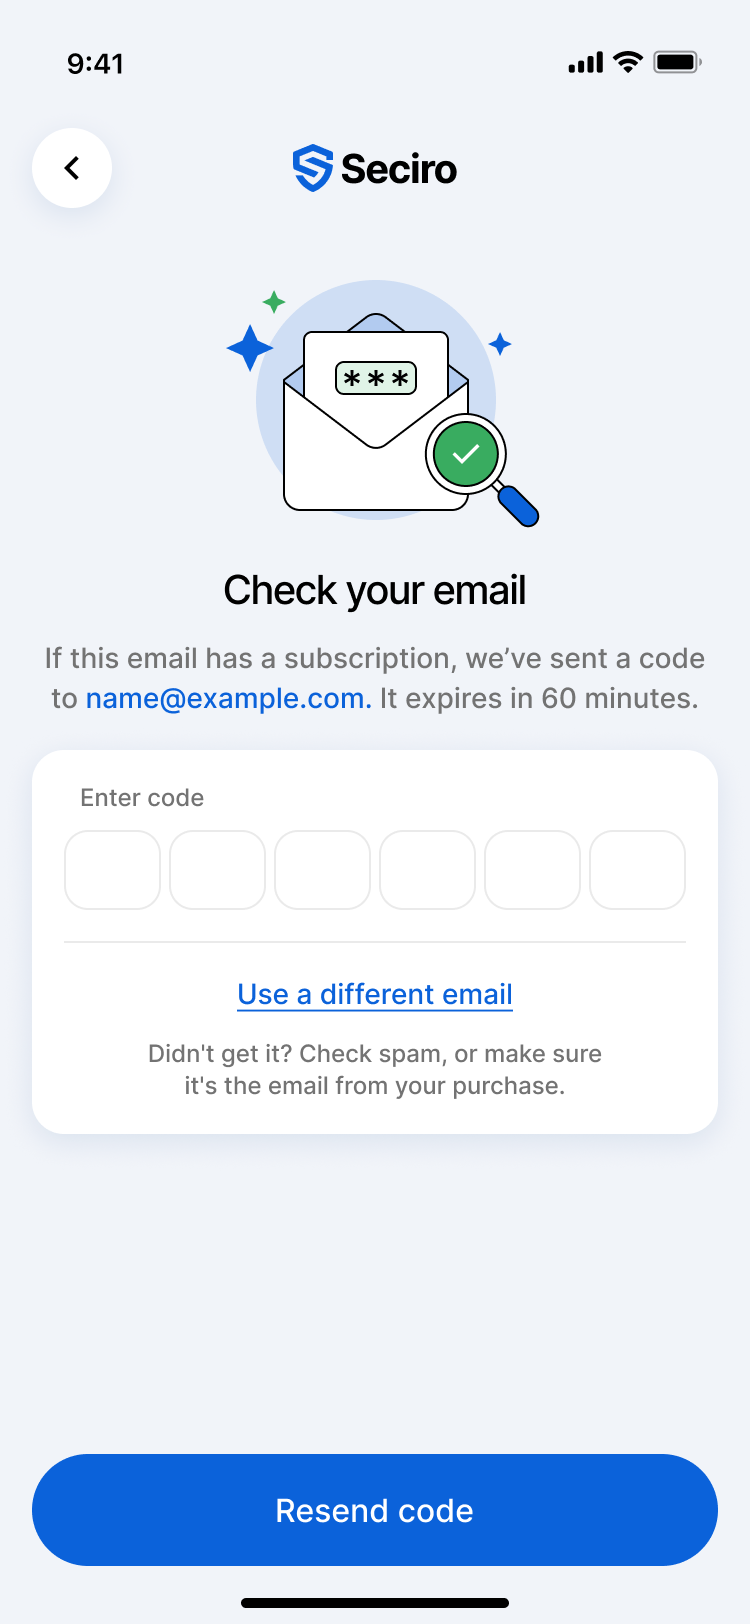 9:41
Seciro
***
Check your email
If this email has a subscription, we’ve sent a code
to name@example.com. It expires in 60 minutes.
Enter code
Use a different email
Didn't get it? Check spam, or make sure
it's the email from your purchase.
Resend code